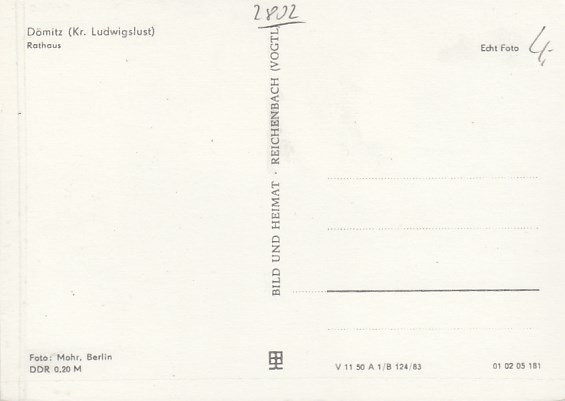 2802
Dömitz (Kr. Ludwigslust)
Rathaus
Echt Foto
4,-
BILD UND HEIMAT · REICHENBACH (VOGTL
Foto: Mohr, Berlin
DDR 0,20 M
V 11 50 A 1/B 124/83
01 02 05 181